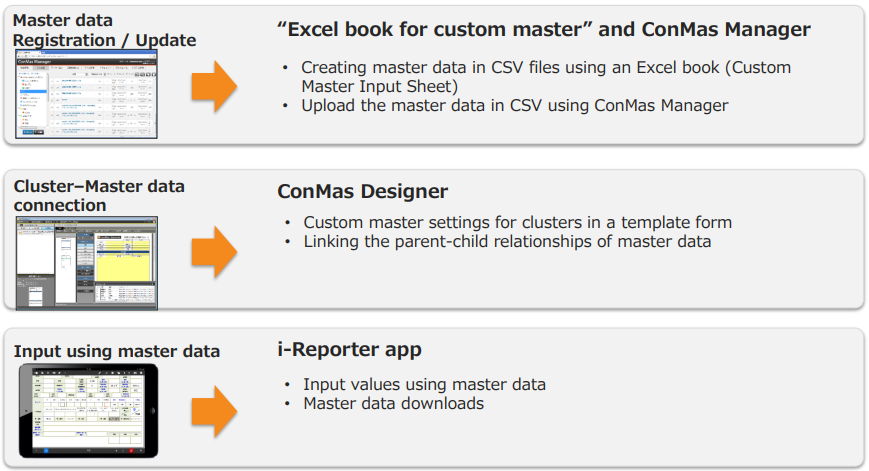 Master data
Registration / Update
ConMas Manager
“Excel book for custom master” and ConMas Manager
• Creating master data in CSV files using an Excel book (Custom
Master Input Sheet)
• Upload the master data in CSV using ConMas Manager
Cluster–Master data
connection
ConMas Designer
• Custom master settings for clusters in a template form
• Linking the parent-child relationships of master data
Input using master data
i-Reporter app
• Input values using master data
• Master data downloads